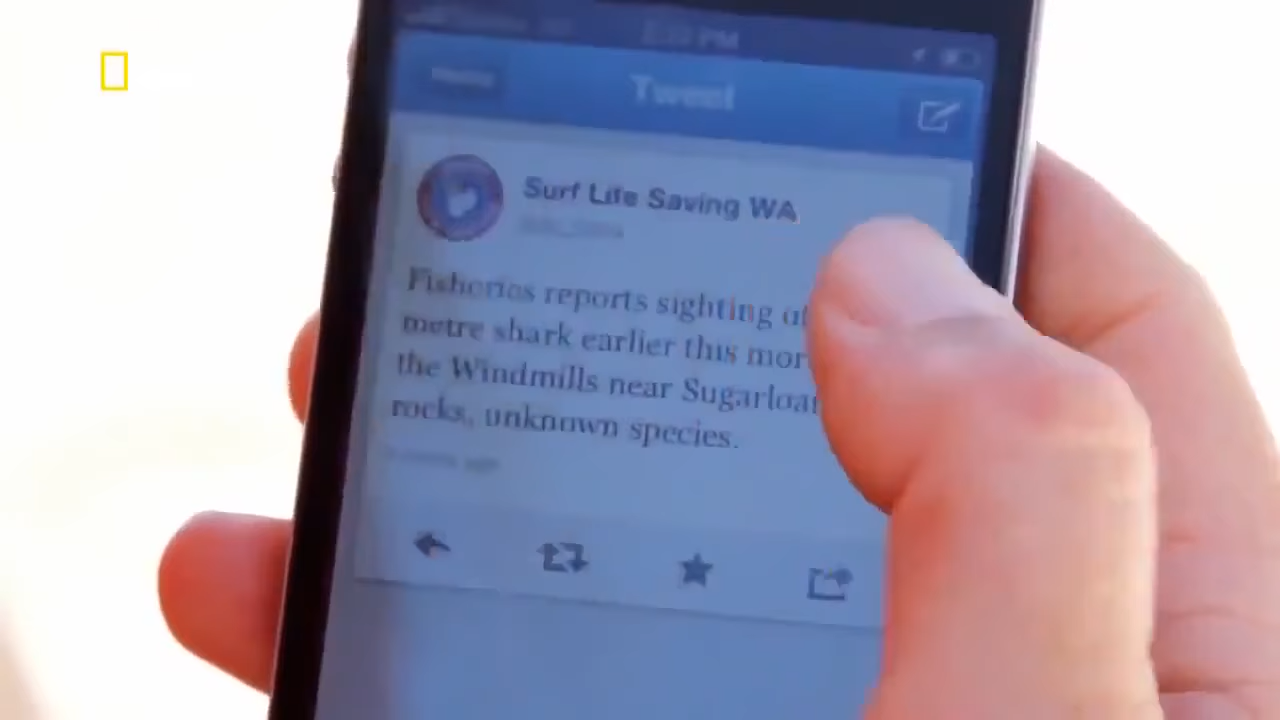 Tweet
Surf Life Saving WA
Fisheries reports sighting of
metre shark earlier this mor
the Windmills near Sugarloa
rocks, unknown species.